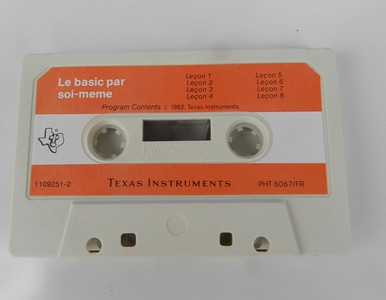 Le basic par
soi-meme
Leçon 1
Leçon 2
Leçon 3
Leçon 4
Leçon 5
Leçon 6
Leçon 7
Leçon 8
Program Contents © 1982, Texas Instruments
1109251-2
TEXAS INSTRUMENTS
PHT 6067/FR